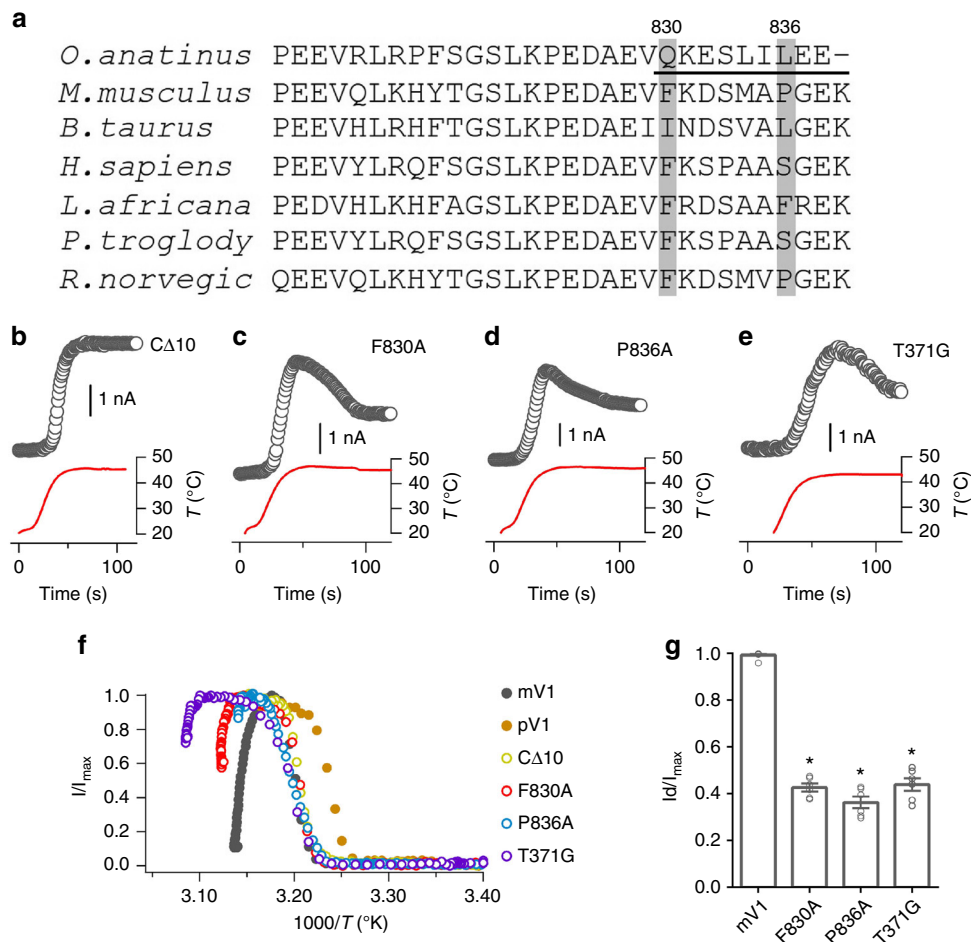 a
830 836
O.anatinus PEEVRLRPFSGSLKPEDAEVQKESLILEE–
M.musculus PEEVQLKHYTGSLKPEDAEVFKDSMAPGEK
B.taurus PEEVHLRHFTGSLKPEDAEIINDSVALGEK
H.sapiens PEEVYLRQFSGSLKPEDAEVFKSPAASGEK
L.africana PEDVHLKHFAGSLKPEDAEVFRDSAAFREK
P.troglody PEEVYLRQFSGSLKPEDAEVFKSPAASGEK
R.norvegic QEEVQLKHYTGSLKPEDAEVFKDSMVPGEK
b CΔ10 c F830A d P836A e T371G
1 nA 1 nA 1 nA 1 nA
50 50 50 50
40 40 40 40
30 30 30 30
20 20 20 20
T (°C) T (°C) T (°C) T (°C)
0 100 0 100 0 100 0 100
Time (s) Time (s) Time (s) Time (s)
f
I/Imax
1.0
0.8
0.6
0.4
0.2
0.0
3.10 3.20 3.30 3.40
1000/T (°K)
mV1
pV1
CΔ10
F830A
P836A
T371G
g
Id/Imax
1.0
0.8
0.6
0.4
0.2
0.0
* * *
mV1 F830A P836A T371G